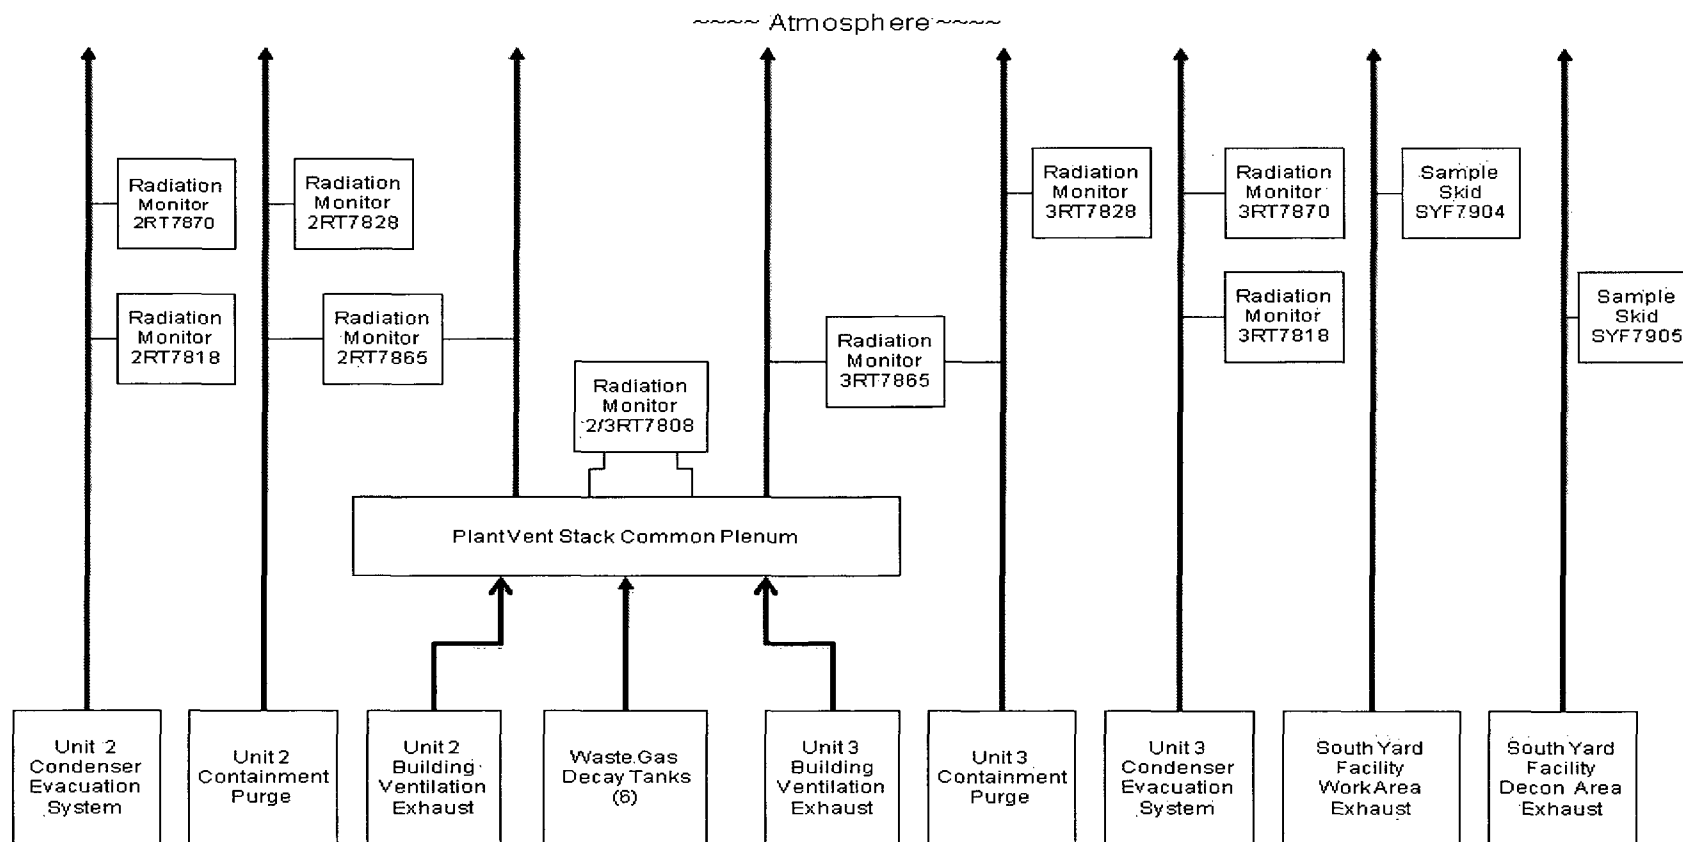 ~~~~ Atmosphere ~~~~
Radiation
Monitor
2RT7870
Radiation
Monitor
2RT7828
Radiation
Monitor
3RT7828
Radiation
Monitor
3RT7870
Sample
Skid
SYF7904
Radiation
Monitor
2RT7818
Radiation
Monitor
2RT7865
Radiation
Monitor
2/3RT7808
Radiation
Monitor
3RT7865
Radiation
Monitor
3RT7818
Sample
Skid
SYF7905
Plant Vent Stack Common Plenum
Unit 2
Condenser
Evacuation
System
Unit 2
Containment
Purge
Unit 2
Building
Ventilation
Exhaust
Waste Gas
Decay Tanks
(6)
Unit 3
Building
Ventilation
Exhaust
Unit 3
Containment
Purge
Unit 3
Condenser
Evacuation
System
South Yard
Facility
Work Area
Exhaust
South Yard
Facility
Decon Area
Exhaust